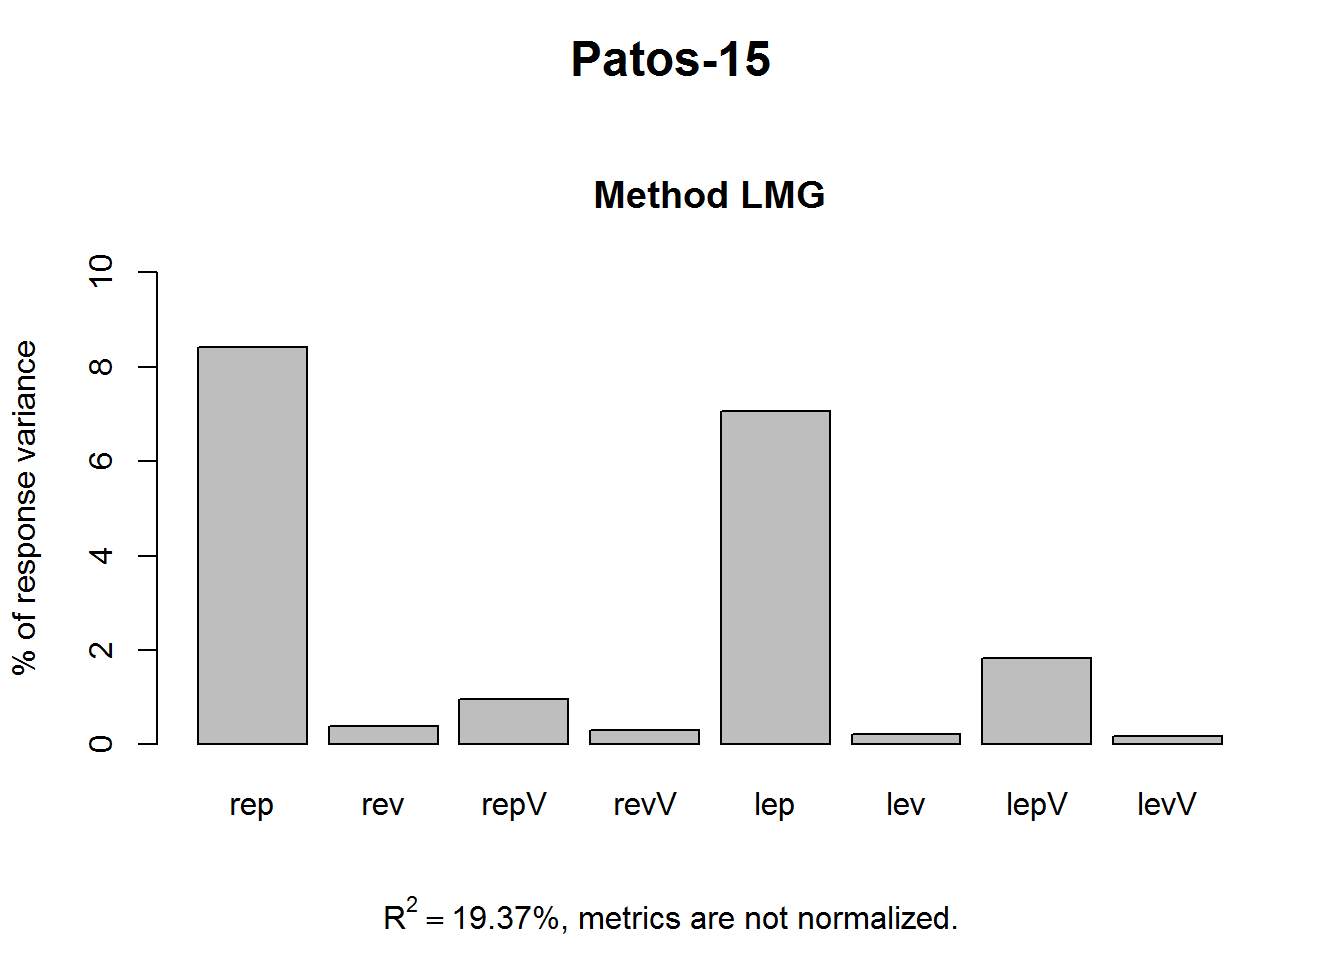 Patos-15
Method LMG
% of response variance
10
8
6
4
2
0
rep rev repV revV lep lev lepV levV
R² = 19.37%, metrics are not normalized.